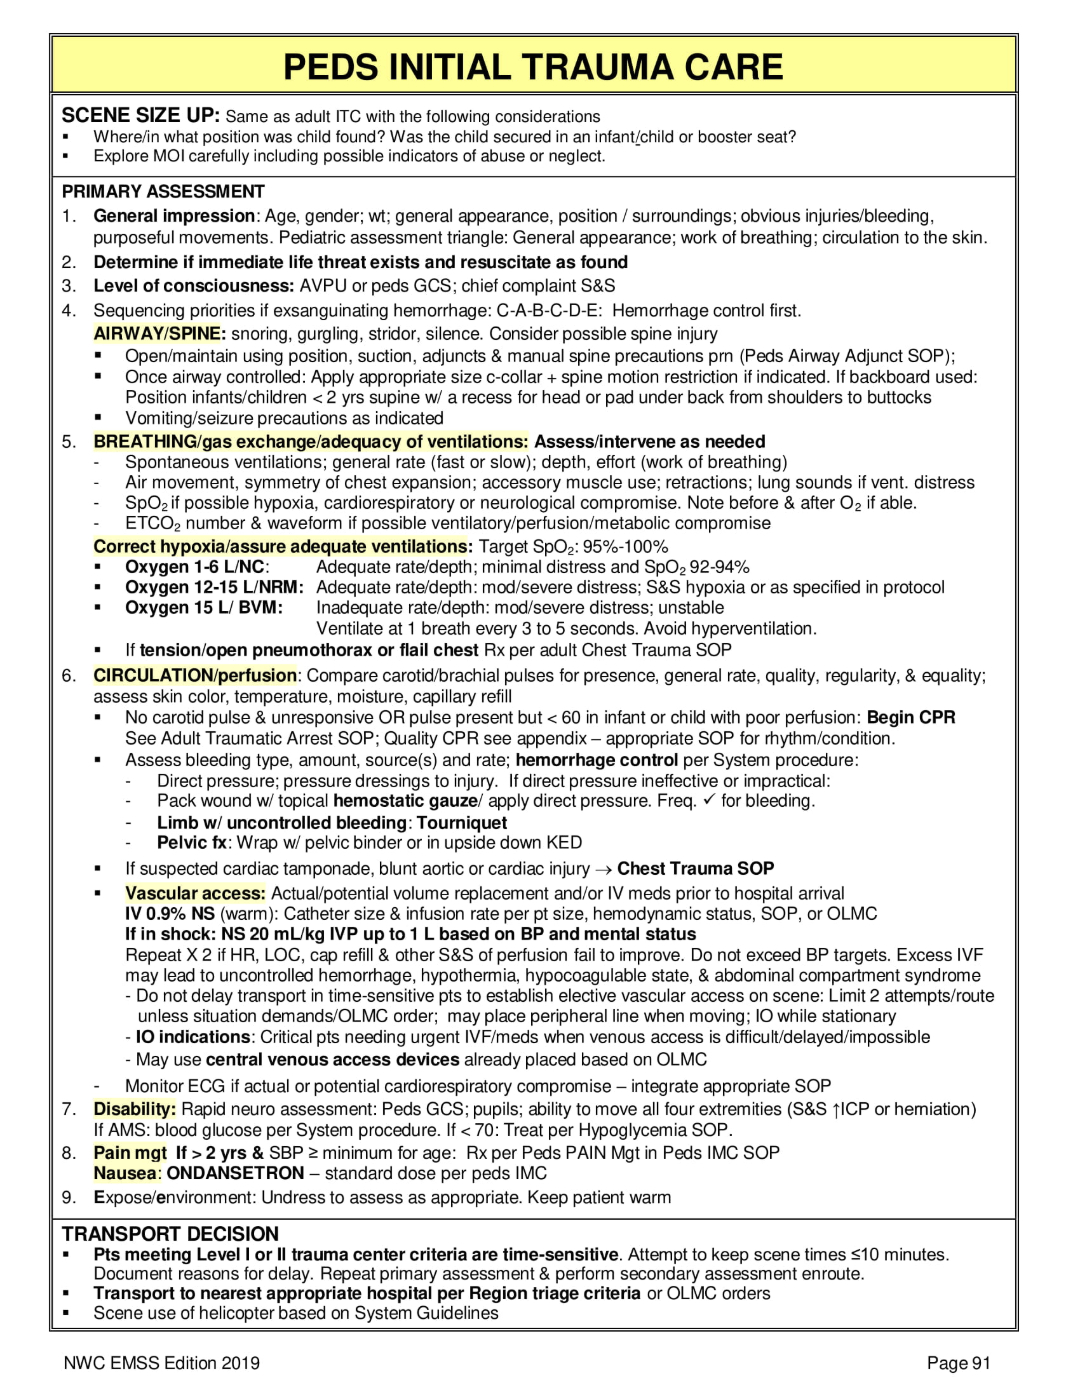 PEDS INITIAL TRAUMA CARE
SCENE SIZE UP: Same as adult ITC with the following considerations
▪ Where/in what position was child found? Was the child secured in an infant/child or booster seat?
▪ Explore MOI carefully including possible indicators of abuse or neglect.
PRIMARY ASSESSMENT
1. General impression: Age, gender; wt; general appearance, position / surroundings; obvious injuries/bleeding,
purposeful movements. Pediatric assessment triangle: General appearance; work of breathing; circulation to the skin.
2. Determine if immediate life threat exists and resuscitate as found
3. Level of consciousness: AVPU or peds GCS; chief complaint S&S
4. Sequencing priorities if exsanguinating hemorrhage: C-A-B-C-D-E: Hemorrhage control first.
AIRWAY/SPINE: snoring, gurgling, stridor, silence. Consider possible spine injury
▪ Open/maintain using position, suction, adjuncts & manual spine precautions prn (Peds Airway Adjunct SOP);
▪ Once airway controlled: Apply appropriate size c-collar + spine motion restriction if indicated. If backboard used:
Position infants/children < 2 yrs supine w/ a recess for head or pad under back from shoulders to buttocks
▪ Vomiting/seizure precautions as indicated
5. BREATHING/gas exchange/adequacy of ventilations: Assess/intervene as needed
- Spontaneous ventilations; general rate (fast or slow); depth, effort (work of breathing)
- Air movement, symmetry of chest expansion; accessory muscle use; retractions; lung sounds if vent. distress
- SpO₂ if possible hypoxia, cardiorespiratory or neurological compromise. Note before & after O₂ if able.
- ETCO₂ number & waveform if possible ventilatory/perfusion/metabolic compromise
Correct hypoxia/assure adequate ventilations: Target SpO₂: 95%-100%
▪ Oxygen 1-6 L/NC: Adequate rate/depth; minimal distress and SpO₂ 92-94%
▪ Oxygen 12-15 L/NRM: Adequate rate/depth: mod/severe distress; S&S hypoxia or as specified in protocol
▪ Oxygen 15 L/ BVM: Inadequate rate/depth: mod/severe distress; unstable
Ventilate at 1 breath every 3 to 5 seconds. Avoid hyperventilation.
▪ If tension/open pneumothorax or flail chest Rx per adult Chest Trauma SOP
6. CIRCULATION/perfusion: Compare carotid/brachial pulses for presence, general rate, quality, regularity, & equality;
assess skin color, temperature, moisture, capillary refill
▪ No carotid pulse & unresponsive OR pulse present but < 60 in infant or child with poor perfusion: Begin CPR
See Adult Traumatic Arrest SOP; Quality CPR see appendix – appropriate SOP for rhythm/condition.
▪ Assess bleeding type, amount, source(s) and rate; hemorrhage control per System procedure:
- Direct pressure; pressure dressings to injury. If direct pressure ineffective or impractical:
- Pack wound w/ topical hemostatic gauze/ apply direct pressure. Freq. ✓ for bleeding.
- Limb w/ uncontrolled bleeding: Tourniquet
- Pelvic fx: Wrap w/ pelvic binder or in upside down KED
▪ If suspected cardiac tamponade, blunt aortic or cardiac injury → Chest Trauma SOP
▪ Vascular access: Actual/potential volume replacement and/or IV meds prior to hospital arrival
IV 0.9% NS (warm): Catheter size & infusion rate per pt size, hemodynamic status, SOP, or OLMC
If in shock: NS 20 mL/kg IVP up to 1 L based on BP and mental status
Repeat X 2 if HR, LOC, cap refill & other S&S of perfusion fail to improve. Do not exceed BP targets. Excess IVF
may lead to uncontrolled hemorrhage, hypothermia, hypocoagulable state, & abdominal compartment syndrome
- Do not delay transport in time-sensitive pts to establish elective vascular access on scene: Limit 2 attempts/route
unless situation demands/OLMC order; may place peripheral line when moving; IO while stationary
- IO indications: Critical pts needing urgent IVF/meds when venous access is difficult/delayed/impossible
- May use central venous access devices already placed based on OLMC
- Monitor ECG if actual or potential cardiorespiratory compromise – integrate appropriate SOP
7. Disability: Rapid neuro assessment: Peds GCS; pupils; ability to move all four extremities (S&S ↑ICP or herniation)
If AMS: blood glucose per System procedure. If < 70: Treat per Hypoglycemia SOP.
8. Pain mgt If > 2 yrs & SBP ≥ minimum for age: Rx per Peds PAIN Mgt in Peds IMC SOP
Nausea: ONDANSETRON – standard dose per peds IMC
9. Expose/environment: Undress to assess as appropriate. Keep patient warm
TRANSPORT DECISION
▪ Pts meeting Level I or II trauma center criteria are time-sensitive. Attempt to keep scene times ≤10 minutes.
Document reasons for delay. Repeat primary assessment & perform secondary assessment enroute.
▪ Transport to nearest appropriate hospital per Region triage criteria or OLMC orders
▪ Scene use of helicopter based on System Guidelines
NWC EMSS Edition 2019
Page 91